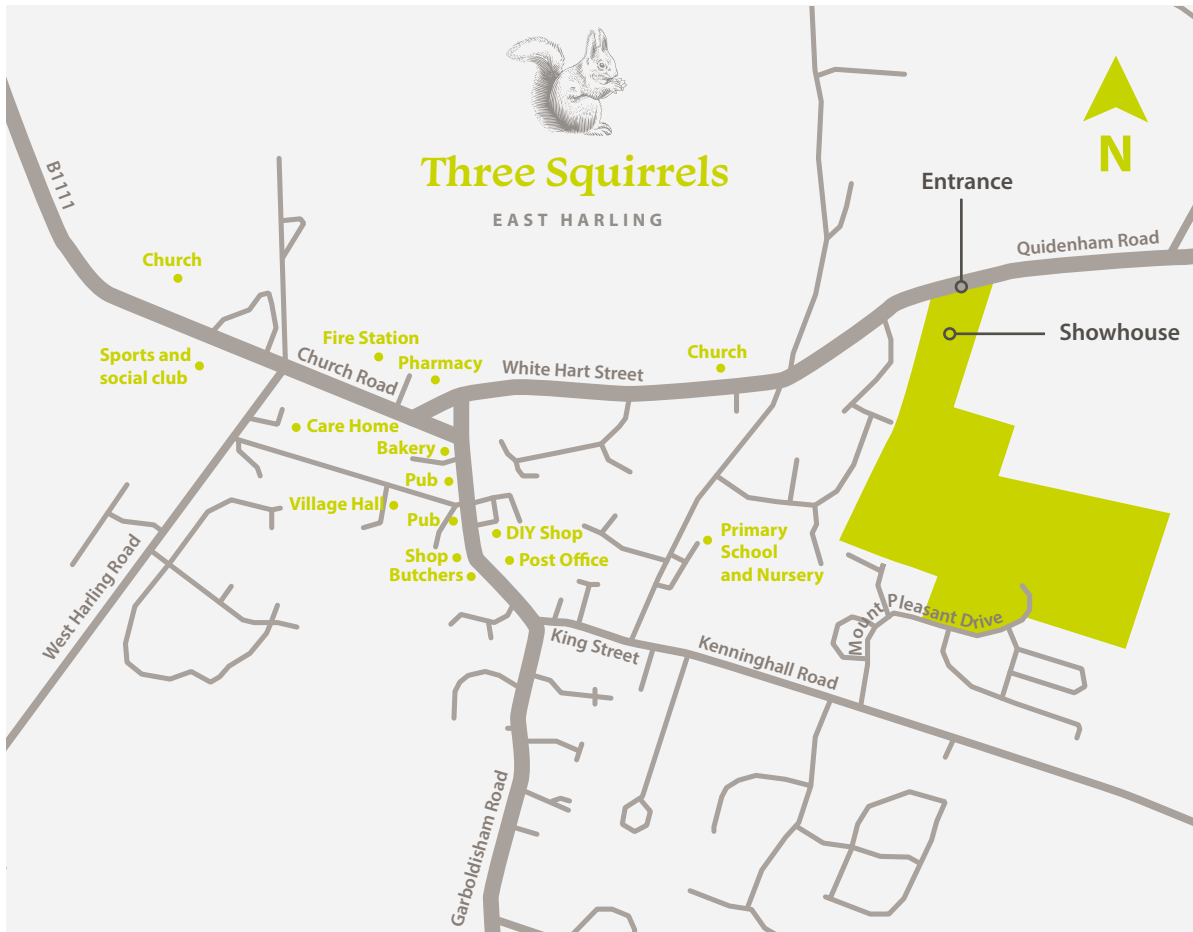 Three Squirrels
EAST HARLING
N
Entrance
Quidenham Road
Showhouse
B1111
Church
Sports and
social club
Fire Station
Pharmacy
Church Road
White Hart Street
Church
Care Home
Bakery
Pub
Village Hall
Pub
DIY Shop
Shop
Post Office
Butchers
Primary
School
and Nursery
West Harling Road
King Street
Kenninghall Road
Mount Pleasant Drive
Garboldisham Road